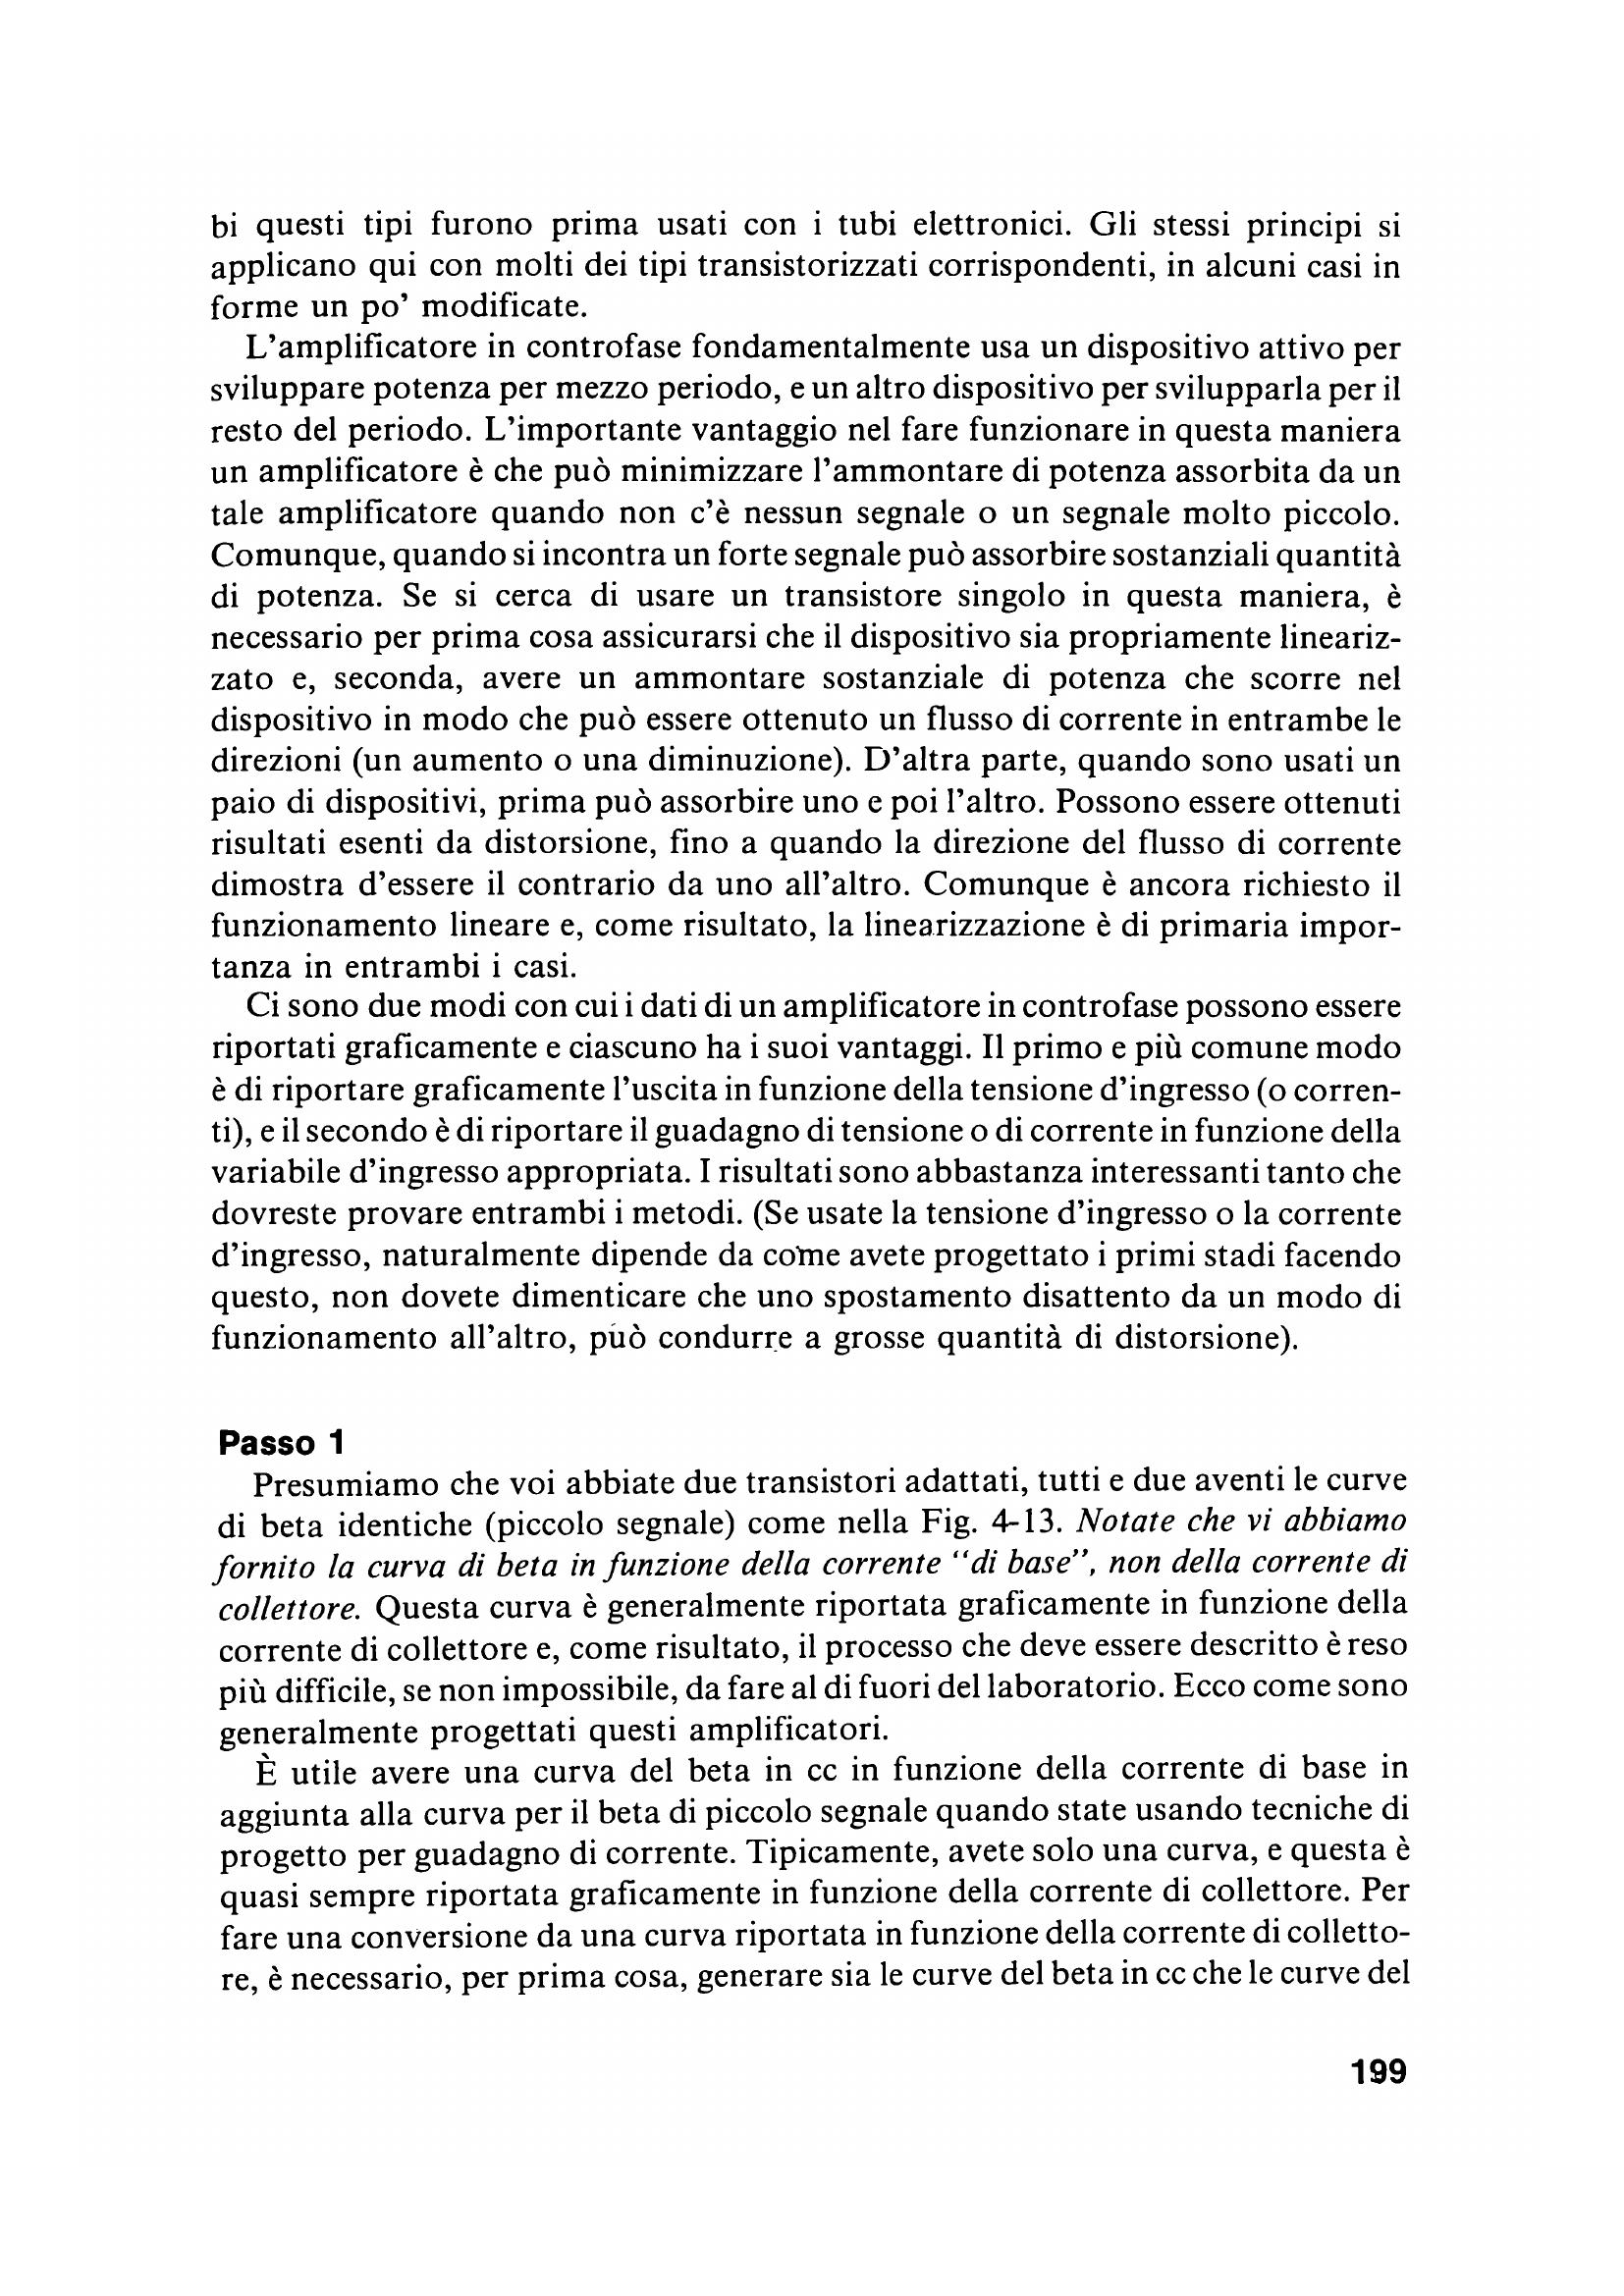 bi questi tipi furono prima usati con i tubi elettronici. Gli stessi principi si
applicano qui con molti dei tipi transistorizzati corrispondenti, in alcuni casi in
forme un po’ modificate.
L’amplificatore in controfase fondamentalmente usa un dispositivo attivo per
sviluppare potenza per mezzo periodo, e un altro dispositivo per svilupparla per il
resto del periodo. L’importante vantaggio nel fare funzionare in questa maniera
un amplificatore è che può minimizzare l’ammontare di potenza assorbita da un
tale amplificatore quando non c’è nessun segnale o un segnale molto piccolo.
Comunque, quando si incontra un forte segnale può assorbire sostanziali quantità
di potenza. Se si cerca di usare un transistore singolo in questa maniera, è
necessario per prima cosa assicurarsi che il dispositivo sia propriamente lineariz-
zato e, seconda, avere un ammontare sostanziale di potenza che scorre nel
dispositivo in modo che può essere ottenuto un flusso di corrente in entrambe le
direzioni (un aumento o una diminuzione). D’altra parte, quando sono usati un
paio di dispositivi, prima può assorbire uno e poi l’altro. Possono essere ottenuti
risultati esenti da distorsione, fino a quando la direzione del flusso di corrente
dimostra d’essere il contrario da uno all’altro. Comunque è ancora richiesto il
funzionamento lineare e, come risultato, la linearizzazione è di primaria impor-
tanza in entrambi i casi.
Ci sono due modi con cui i dati di un amplificatore in controfase possono essere
riportati graficamente e ciascuno ha i suoi vantaggi. Il primo e più comune modo
è di riportare graficamente l’uscita in funzione della tensione d’ingresso (o corren-
ti), e il secondo è di riportare il guadagno di tensione o di corrente in funzione della
variabile d’ingresso appropriata. I risultati sono abbastanza interessanti tanto che
dovreste provare entrambi i metodi. (Se usate la tensione d’ingresso o la corrente
d’ingresso, naturalmente dipende da come avete progettato i primi stadi facendo
questo, non dovete dimenticare che uno spostamento disattento da un modo di
funzionamento all’altro, può condurre a grosse quantità di distorsione).
Passo 1
Presumiamo che voi abbiate due transistori adattati, tutti e due aventi le curve
di beta identiche (piccolo segnale) come nella Fig. 4-13. Notate che vi abbiamo
fornito la curva di beta in funzione della corrente “di base”, non della corrente di
collettore. Questa curva è generalmente riportata graficamente in funzione della
corrente di collettore e, come risultato, il processo che deve essere descritto è reso
più difficile, se non impossibile, da fare al di fuori del laboratorio. Ecco come sono
generalmente progettati questi amplificatori.
È utile avere una curva del beta in cc in funzione della corrente di base in
aggiunta alla curva per il beta di piccolo segnale quando state usando tecniche di
progetto per guadagno di corrente. Tipicamente, avete solo una curva, e questa è
quasi sempre riportata graficamente in funzione della corrente di collettore. Per
fare una conversione da una curva riportata in funzione della corrente di colletto-
re, è necessario, per prima cosa, generare sia le curve del beta in cc che le curve del
199